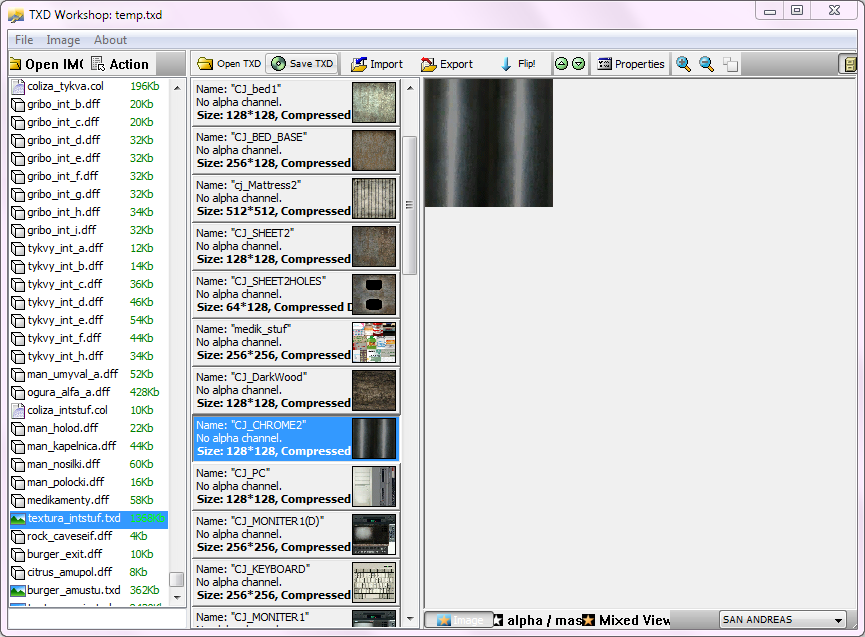 TXD Workshop: temp.txd
File Image About
Open IMG Action
Open TXD Save TXD Import Export Flip! Properties
coliza_tykva.col 196Kb
gribo_int_b.dff 20Kb
gribo_int_c.dff 20Kb
gribo_int_d.dff 32Kb
gribo_int_e.dff 32Kb
gribo_int_f.dff 32Kb
gribo_int_g.dff 32Kb
gribo_int_h.dff 34Kb
gribo_int_i.dff 32Kb
tykvy_int_a.dff 12Kb
tykvy_int_b.dff 14Kb
tykvy_int_c.dff 36Kb
tykvy_int_d.dff 46Kb
tykvy_int_e.dff 54Kb
tykvy_int_f.dff 44Kb
tykvy_int_h.dff 34Kb
man_umyval_a.dff 52Kb
ogura_alfa_a.dff 428Kb
coliza_intstuf.col 10Kb
man_holod.dff 22Kb
man_kapelnica.dff 44Kb
man_nosilki.dff 60Kb
man_polocki.dff 16Kb
medikamenty.dff 58Kb
textura_intstuf.txd 1368Kb
rock_caveseif.dff 4Kb
burger_exit.dff 10Kb
citrus_amupol.dff 8Kb
burger_amustu.txd 362Kb
Name: "CJ_bed1"
No alpha channel.
Size: 128*128, Compressed
Name: "CJ_BED_BASE"
No alpha channel.
Size: 256*128, Compressed
Name: "cj_Mattress2"
No alpha channel.
Size: 512*512, Compressed
Name: "CJ_SHEET2"
No alpha channel.
Size: 128*128, Compressed
Name: "CJ_SHEET2HOLES"
No alpha channel.
Size: 64*128, Compressed D
Name: "medik_stuf"
No alpha channel.
Size: 256*256, Compressed
Name: "CJ_DarkWood"
No alpha channel.
Size: 128*128, Compressed
Name: "CJ_CHROME2"
No alpha channel.
Size: 128*128, Compressed
Name: "CJ_PC"
No alpha channel.
Size: 128*128, Compressed
Name: "CJ_MONITER1(D)"
No alpha channel.
Size: 256*256, Compressed
Name: "CJ_KEYBOARD"
No alpha channel.
Size: 256*256, Compressed
Name: "CJ_MONITER1"
No alpha channel.
Image alpha / mas Mixed View SAN ANDREAS